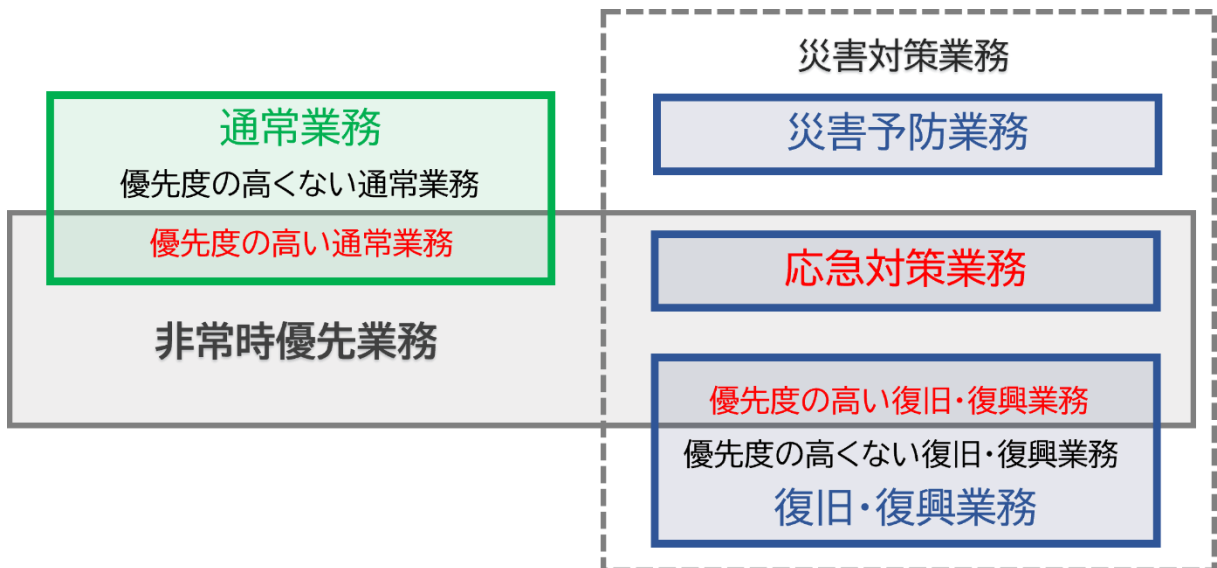 災害対策業務
通常業務
優先度の高くない通常業務
優先度の高い通常業務
非常時優先業務
災害予防業務
応急対策業務
優先度の高い復旧・復興業務
優先度の高くない復旧・復興業務
復旧・復興業務